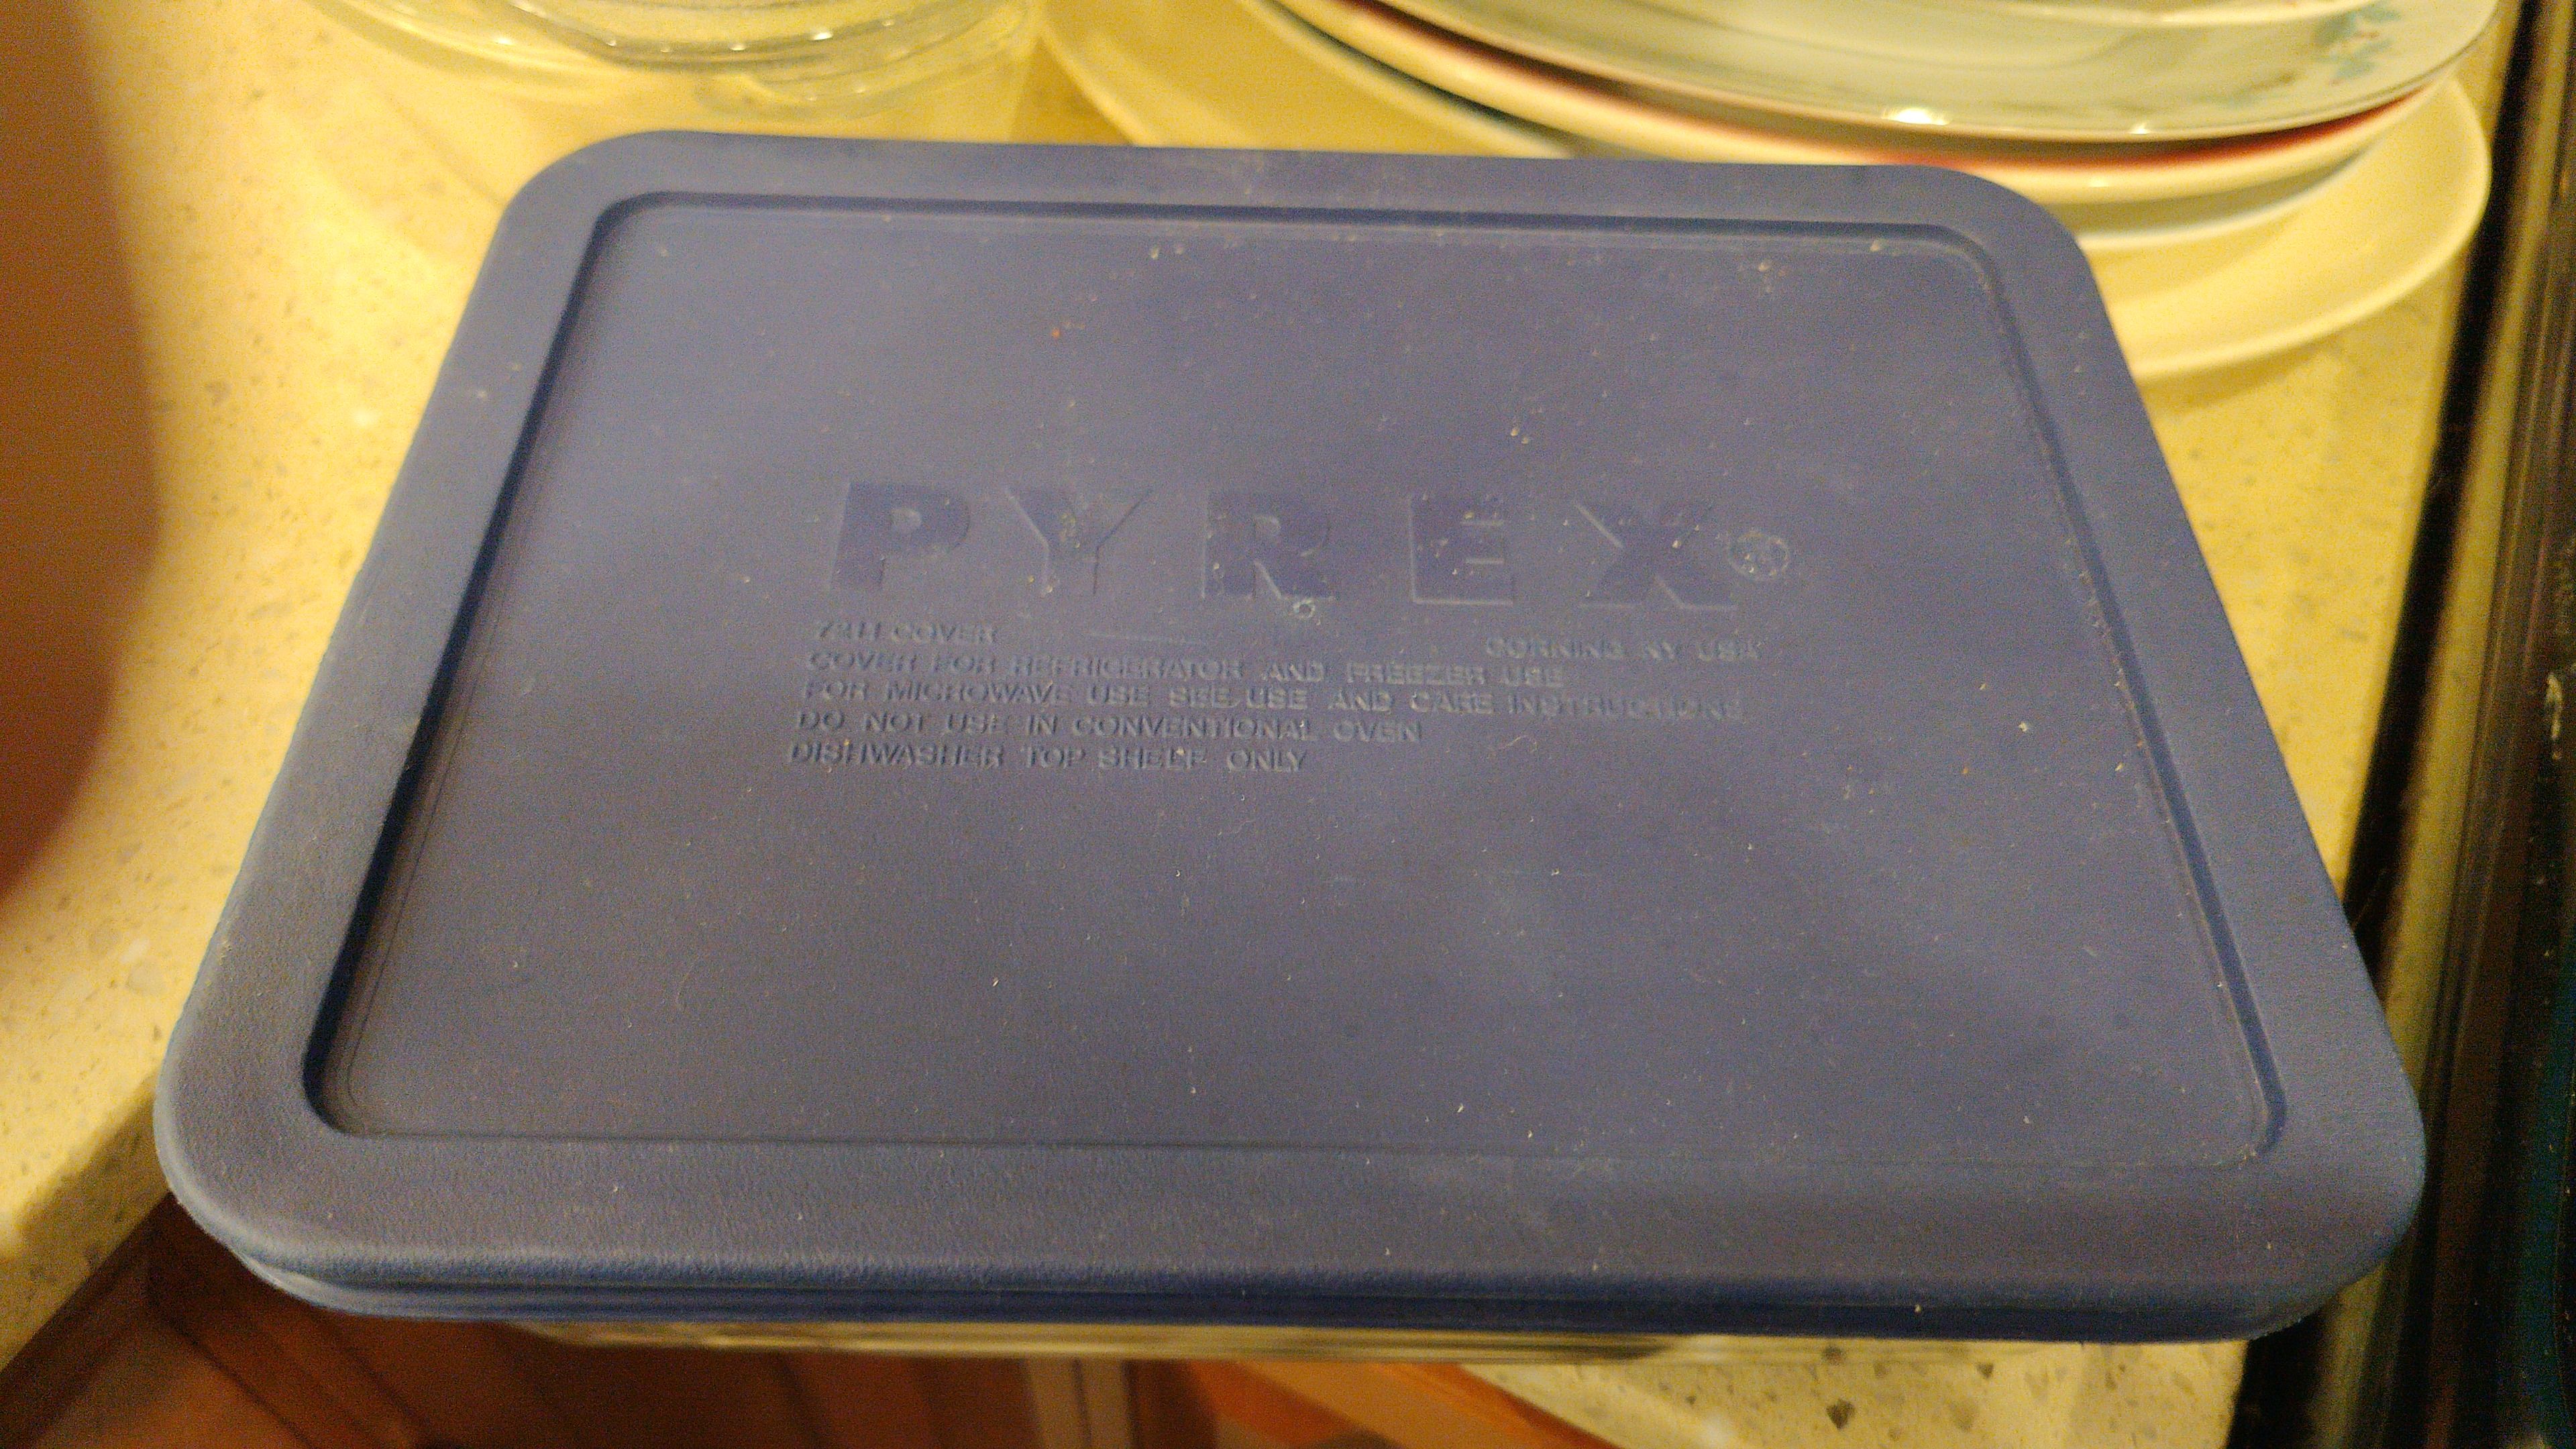 PYREX®
7211 COVER CORNING NY USA
COVER FOR REFRIGERATOR AND FREEZER USE
FOR MICROWAVE USE SEE USE AND CARE INSTRUCTIONS
DO NOT USE IN CONVENTIONAL OVEN
DISHWASHER TOP SHELF ONLY